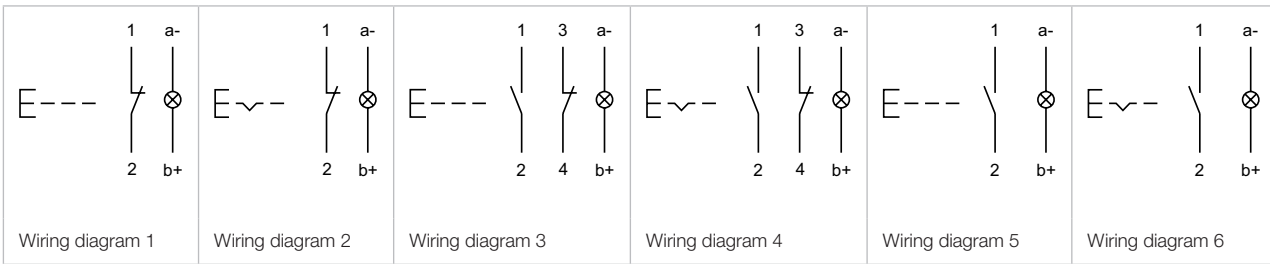 1 a- 1 a- 1 3 a- 1 3 a- 1 a- 1 a-
2 b+ 2 b+ 2 4 b+ 2 4 b+ 2 b+ 2 b+
Wiring diagram 1 Wiring diagram 2 Wiring diagram 3 Wiring diagram 4 Wiring diagram 5 Wiring diagram 6